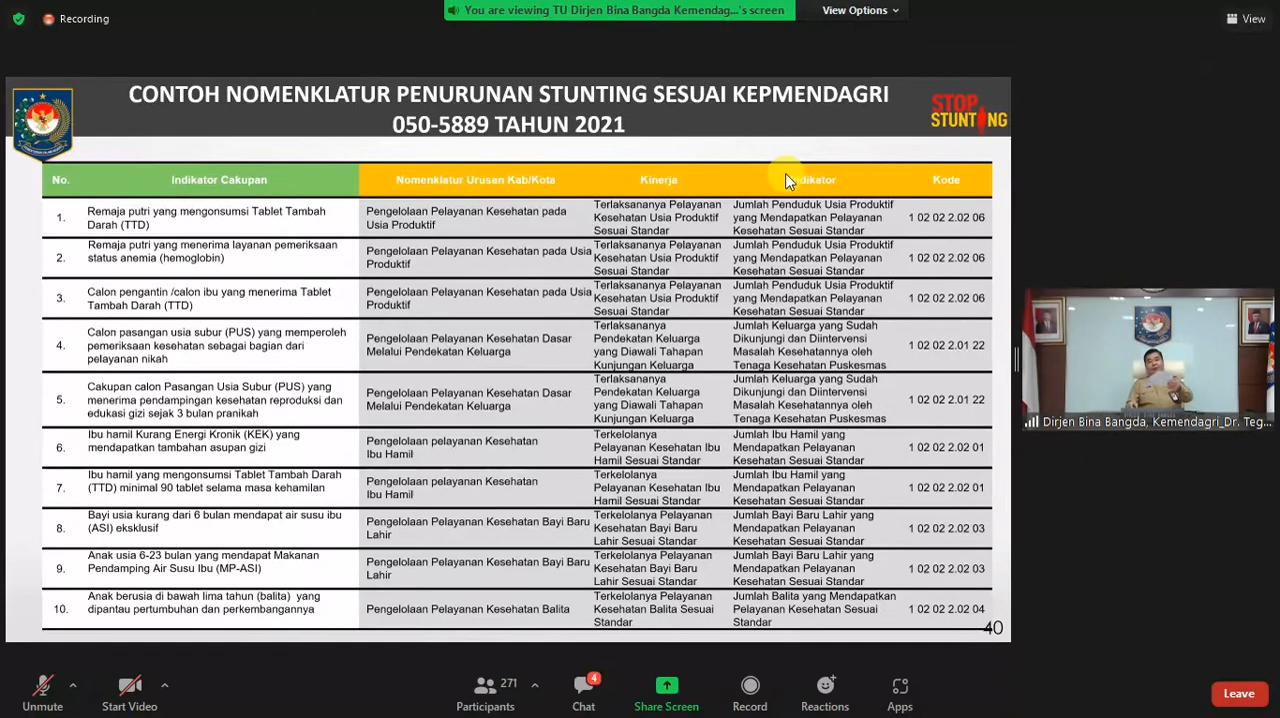 Recording
You are viewing TU Dirjen Bina Bangda Kemendag...'s screen
View Options
View
CONTOH NOMENKLATUR PENURUNAN STUNTING SESUAI KEPMENDAGRI
050-5889 TAHUN 2021
STOP
STUNTING
No. Indikator Cakupan Nomenklatur Urusan Kab/Kota Kinerja Kode
1.
Remaja putri yang mengonsumsi Tablet Tambah
Darah (TTD)
Pengelolaan Pelayanan Kesehatan pada
Usia Produktif
Terlaksananya Pelayanan
Kesehatan Usia Produktif
Sesuai Standar
Jumlah Penduduk Usia Produktif
yang Mendapatkan Pelayanan
Kesehatan Sesuai Standar
1 02 02 2.02 06
2.
Remaja putri yang menerima layanan pemeriksaan
status anemia (hemoglobin)
Pengelolaan Pelayanan Kesehatan pada Usia
Produktif
Terlaksananya Pelayanan
Kesehatan Usia Produktif
Sesuai Standar
Jumlah Penduduk Usia Produktif
yang Mendapatkan Pelayanan
Kesehatan Sesuai Standar
1 02 02 2.02 06
3.
Calon pengantin /calon ibu yang menerima Tablet
Tambah Darah (TTD)
Pengelolaan Pelayanan Kesehatan pada Usia
Produktif
Terlaksananya Pelayanan
Kesehatan Usia Produktif
Sesuai Standar
Jumlah Penduduk Usia Produktif
yang Mendapatkan Pelayanan
Kesehatan Sesuai Standar
1 02 02 2.02 06
4.
Calon pasangan usia subur (PUS) yang memperoleh
pemeriksaan kesehatan sebagai bagian dari
pelayanan nikah
Pengelolaan Pelayanan Kesehatan Dasar
Melalui Pendekatan Keluarga
Terlaksananya
Pendekatan Keluarga
yang Diawali Tahapan
Kunjungan Keluarga
Jumlah Keluarga yang Sudah
Dikunjungi dan Diintervensi
Masalah Kesehatannya oleh
Tenaga Kesehatan Puskesmas
1 02 02 2.01 22
5.
Cakupan calon Pasangan Usia Subur (PUS) yang
menerima pendampingan kesehatan reproduksi dan
edukasi gizi sejak 3 bulan pranikah
Pengelolaan Pelayanan Kesehatan Dasar
Melalui Pendekatan Keluarga
Terlaksananya
Pendekatan Keluarga
yang Diawali Tahapan
Kunjungan Keluarga
Jumlah Keluarga yang Sudah
Dikunjungi dan Diintervensi
Masalah Kesehatannya oleh
Tenaga Kesehatan Puskesmas
1 02 02 2.01 22
6.
Ibu hamil Kurang Energi Kronik (KEK) yang
mendapatkan tambahan asupan gizi
Pengelolaan pelayanan Kesehatan
Ibu Hamil
Terkelolanya
Pelayanan Kesehatan Ibu
Hamil Sesuai Standar
Jumlah Ibu Hamil yang
Mendapatkan Pelayanan
Kesehatan Sesuai Standar
1 02 02 2.02 01
7.
Ibu hamil yang mengonsumsi Tablet Tambah Darah
(TTD) minimal 90 tablet selama masa kehamilan
Pengelolaan pelayanan Kesehatan
Ibu Hamil
Terkelolanya
Pelayanan Kesehatan Ibu
Hamil Sesuai Standar
Jumlah Ibu Hamil yang
Mendapatkan Pelayanan
Kesehatan Sesuai Standar
1 02 02 2.02 01
8.
Bayi usia kurang dari 6 bulan mendapat air susu ibu
(ASI) eksklusif
Pengelolaan Pelayanan Kesehatan Bayi Baru
Lahir
Terkelolanya Pelayanan
Kesehatan Bayi Baru
Lahir Sesuai Standar
Jumlah Bayi Baru Lahir yang
Mendapatkan Pelayanan
Kesehatan Sesuai Standar
1 02 02 2.02 03
9.
Anak usia 6-23 bulan yang mendapat Makanan
Pendamping Air Susu Ibu (MP-ASI)
Pengelolaan Pelayanan Kesehatan Bayi Baru
Lahir
Terkelolanya Pelayanan
Kesehatan Bayi Baru
Lahir Sesuai Standar
Jumlah Bayi Baru Lahir yang
Mendapatkan Pelayanan
Kesehatan Sesuai Standar
1 02 02 2.02 03
10.
Anak berusia di bawah lima tahun (balita) yang
dipantau pertumbuhan dan perkembangannya
Pengelolaan Pelayanan Kesehatan Balita
Terkelolanya Pelayanan
Kesehatan Balita Sesuai
Standar
Jumlah Balita yang Mendapatkan
Pelayanan Kesehatan Sesuai
Standar
1 02 02 2.02 04
40
Dirjen Bina Bangda, Kemendagri_Dr. Teg...
Unmute
Start Video
271
Participants
4
Chat
Share Screen
Record
Reactions
Apps
Leave